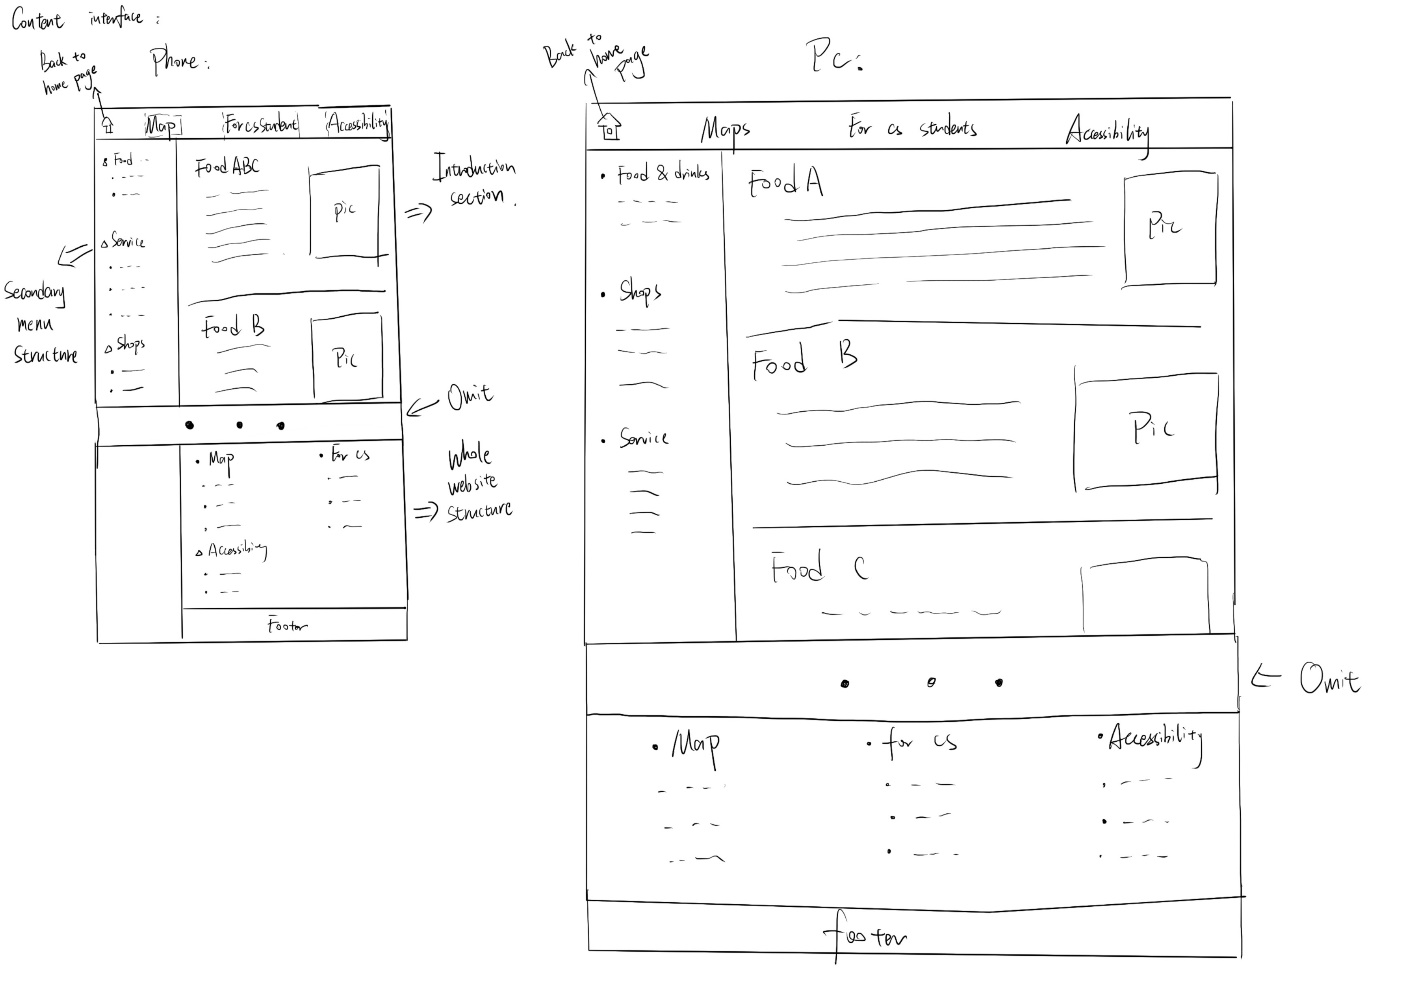 Content interface :
Phone:
Back to
home page
Map
For cs student
Accessibility
Food
Service
Shops
Food ABC
Pic
Food B
Pic
Introduction
section.
Secondary
menu
structure
Omit
Map
For cs
Accessibility
Whole
website
structure
Footer
Pc:
Back to
home
page
Maps
For cs students
Accessibility
Food & drinks
Shops
Service
Food A
Pic
Food B
Pic
Food C
Omit
Map
for cs
Accessibility
footer